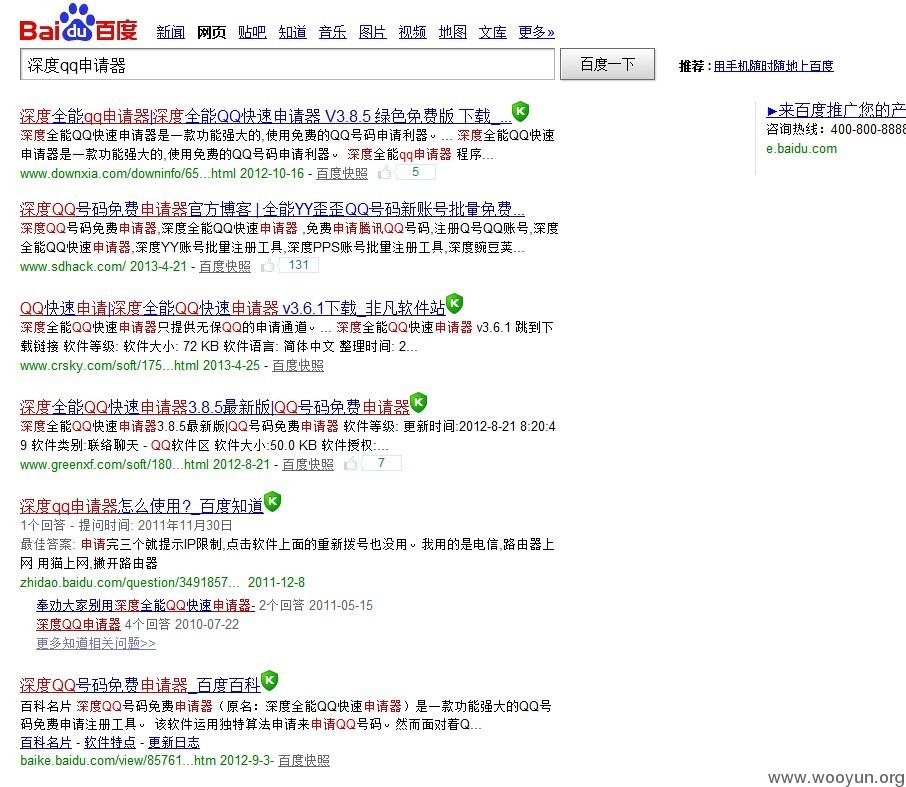 Bai du 百度 新闻 网页 贴吧 知道 音乐 图片 视频 地图 文库 更多»
深度qq申请器 百度一下 推荐 : 用手机随时随地上百度
深度全能qq申请器|深度全能QQ快速申请器 V3.8.5 绿色免费版 下载_...
深度全能QQ快速申请器是一款功能强大的,使用免费的QQ号码申请利器。... 深度全能QQ快速
申请器是一款功能强大的,使用免费的QQ号码申请利器。 深度全能qq申请器 程序...
www.downxia.com/downinfo/65...html 2012-10-16 - 百度快照 5
►来百度推广您的产
咨询热线：400-800-8888
e.baidu.com
深度QQ号码免费申请器官方博客 | 全能YY歪歪QQ号码新账号批量免费...
深度QQ号码免费申请器,深度全能QQ快速申请器 ,免费申请腾讯QQ号码,注册Q号QQ账号,深度
全能QQ快速申请器,深度YY账号批量注册工具,深度PPS账号批量注册工具,深度豌豆荚...
www.sdhack.com/ 2013-4-21 - 百度快照 131
QQ快速申请|深度全能QQ快速申请器 v3.6.1下载_非凡软件站
深度全能QQ快速申请器只提供无保QQ的申请通道。... 深度全能QQ快速申请器 v3.6.1 跳到下
载链接 软件等级: 软件大小: 72 KB 软件语言: 简体中文 整理时间: 2...
www.crsky.com/soft/175...html 2013-4-25 - 百度快照
深度全能QQ快速申请器3.8.5最新版|QQ号码免费申请器
深度全能QQ快速申请器3.8.5最新版|QQ号码免费申请器 软件等级: 更新时间:2012-8-21 8:20:4
9 软件类别:联络聊天 - QQ软件区 软件大小:50.0 KB 软件授权:...
www.greenxf.com/soft/180...html 2012-8-21 - 百度快照 7
深度qq申请器怎么使用?_百度知道
1个回答 - 提问时间: 2011年11月30日
最佳答案: 申请完三个就提示IP限制,点击软件上面的重新拨号也没用。我用的是电信,路由器上
网 用猫上网,撇开路由器
zhidao.baidu.com/question/3491857... 2011-12-8
奉劝大家别用深度全能QQ快速申请器- 2个回答 2011-05-15
深度QQ申请器 4个回答 2010-07-22
更多知道相关问题>>
深度QQ号码免费申请器_百度百科
百科名片 深度QQ号码免费申请器（原名：深度全能QQ快速申请器）是一款功能强大的QQ号
码免费申请注册工具。 该软件运用独特算法申请来申请QQ号码。然而面对着Q...
百科名片 - 软件特点 - 更新日志
baike.baidu.com/view/85761...htm 2012-9-3- 百度快照
www.wooyun.org